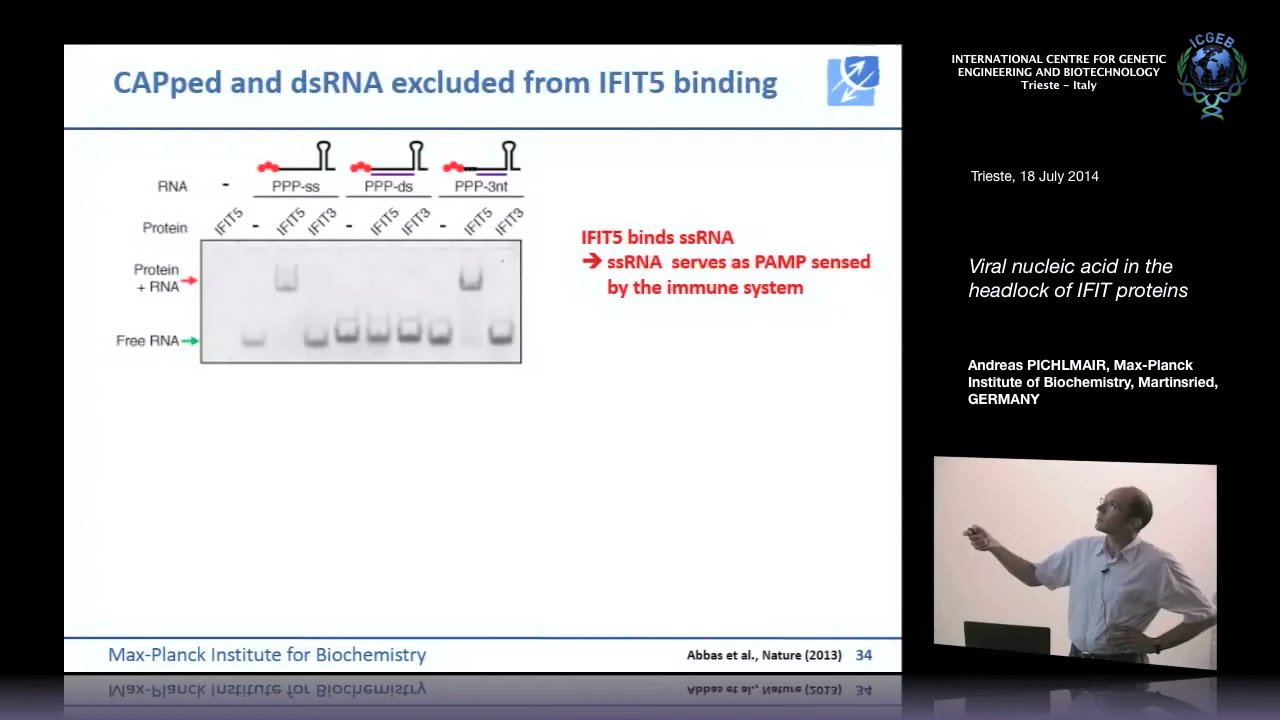 CAPped and dsRNA excluded from IFIT5 binding
RNA - PPP-ss PPP-ds PPP-3nt
Protein IFIT5 - IFIT5 IFIT3 - IFIT5 IFIT3 - IFIT5 IFIT3
Protein
+ RNA
Free RNA
IFIT5 binds ssRNA
➔ ssRNA serves as PAMP sensed
by the immune system
Max-Planck Institute for Biochemistry
Abbas et al., Nature (2013) 34
INTERNATIONAL CENTRE FOR GENETIC
ENGINEERING AND BIOTECHNOLOGY
Trieste - Italy
ICGEB
Trieste, 18 July 2014
Viral nucleic acid in the
headlock of IFIT proteins
Andreas PICHLMAIR, Max-Planck
Institute of Biochemistry, Martinsried,
GERMANY